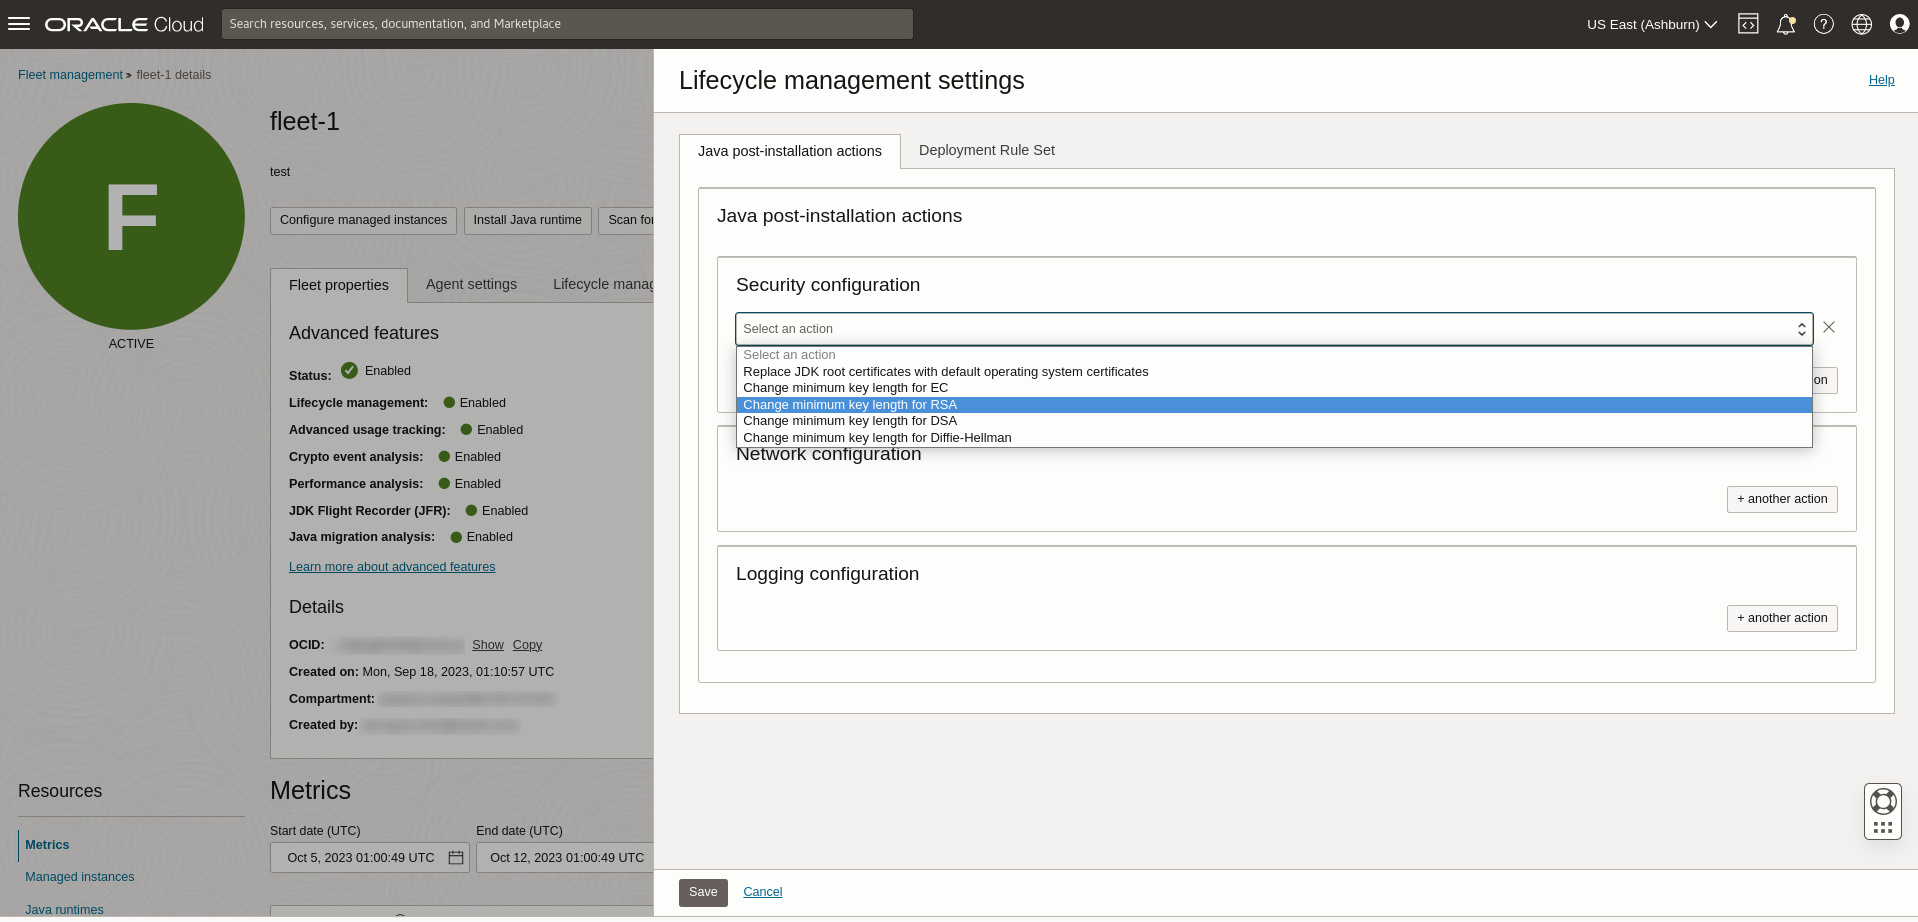 ORACLE Cloud
Search resources, services, documentation, and Marketplace
US East (Ashburn)
Fleet management » fleet-1 details
F
ACTIVE
fleet-1
test
Configure managed instances
Install Java runtime
Scan for
Fleet properties
Agent settings
Lifecycle manag
Advanced features
Status: Enabled
Lifecycle management: Enabled
Advanced usage tracking: Enabled
Crypto event analysis: Enabled
Performance analysis: Enabled
JDK Flight Recorder (JFR): Enabled
Java migration analysis: Enabled
Learn more about advanced features
Details
OCID: Show Copy
Created on: Mon, Sep 18, 2023, 01:10:57 UTC
Compartment:
Created by:
Resources
Metrics
Managed instances
Java runtimes
Metrics
Start date (UTC)
End date (UTC)
Oct 5, 2023 01:00:49 UTC
Oct 12, 2023 01:00:49 UTC
Lifecycle management settings
Help
Java post-installation actions
Deployment Rule Set
Java post-installation actions
Security configuration
Select an action
Select an action
Replace JDK root certificates with default operating system certificates
Change minimum key length for EC
Change minimum key length for RSA
Change minimum key length for DSA
Change minimum key length for Diffie-Hellman
on
Network configuration
+ another action
Logging configuration
+ another action
Save
Cancel